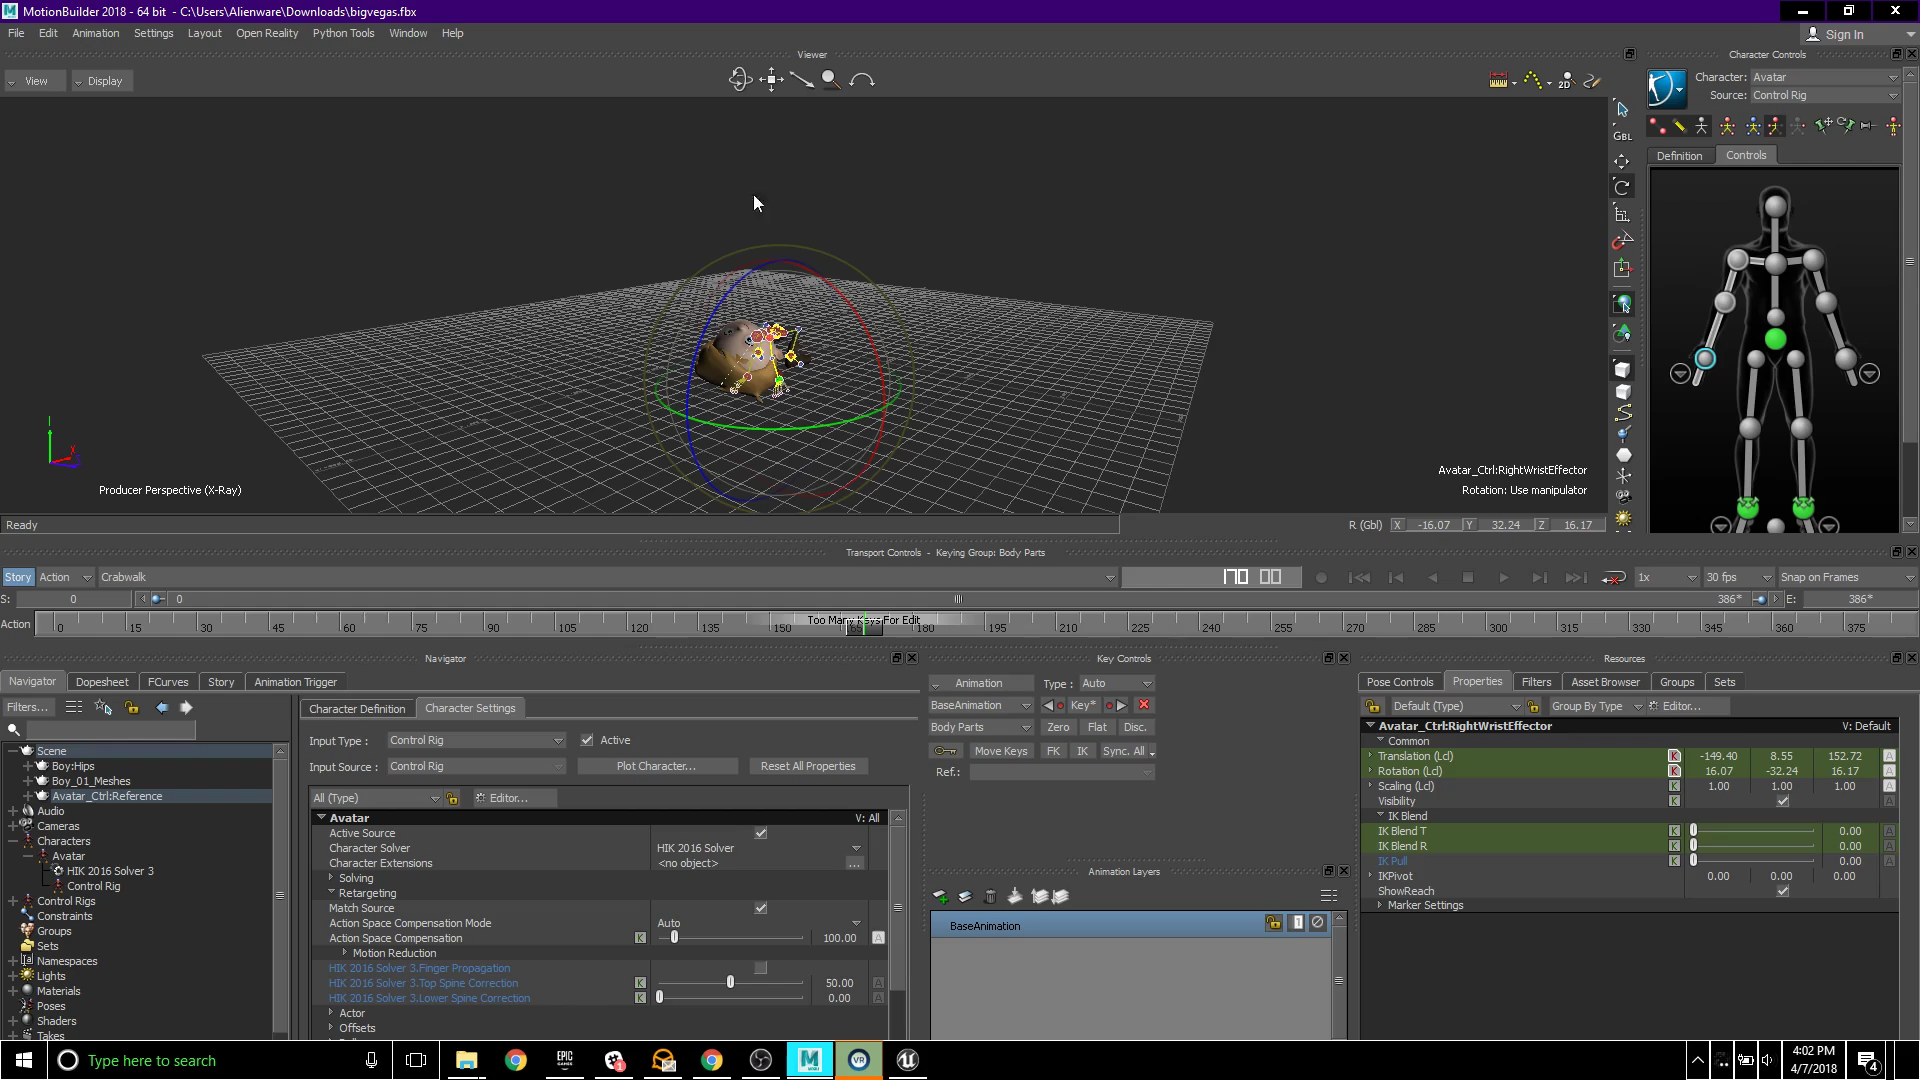 MotionBuilder 2018 - 64 bit - C:\Users\Alienware\Downloads\bigvegas.fbx
File Edit Animation Settings Layout Open Reality Python Tools Window Help
Sign In
Viewer
Character Controls
View Display
2D
Character: Avatar
Source: Control Rig
GBL
Definition Controls
X
Producer Perspective (X-Ray)
Avatar_Ctrl:RightWristEffector
Rotation: Use manipulator
Ready
R (Gbl) X -16.07 Y 32.24 Z 16.17
Transport Controls - Keying Group: Body Parts
Story Action Crabwalk
170 00
1x 30 fps Snap on Frames
S: 0 0 386* E: 386*
Action 0 15 30 45 60 75 90 105 120 135 150 165 180 195 210 225 240 255 270 285 300 315 330 345 360 375
Too Many Keys For Edit
Navigator
Key Controls
Resources
Navigator Dopesheet FCurves Story Animation Trigger
Filters...
Scene
Boy:Hips
Boy_01_Meshes
Avatar_Ctrl:Reference
Audio
Cameras
Characters
Avatar
HIK 2016 Solver 3
Control Rig
Control Rigs
Constraints
Groups
Sets
Namespaces
Lights
Materials
Poses
Shaders
Takes
Character Definition Character Settings
Input Type : Control Rig Active
Input Source : Control Rig Plot Character... Reset All Properties
All (Type) Editor...
Avatar V: All
Active Source
Character Solver HIK 2016 Solver
Character Extensions <no object> ...
Solving
Retargeting
Match Source
Action Space Compensation Mode Auto
Action Space Compensation K 100.00 A
Motion Reduction
HIK 2016 Solver 3.Finger Propagation
HIK 2016 Solver 3.Top Spine Correction K 50.00 A
HIK 2016 Solver 3.Lower Spine Correction K 0.00 A
Actor
Offsets
Animation Type : Auto
BaseAnimation Key*
Body Parts Zero Flat Disc.
Move Keys FK IK Sync. All
Ref.:
Animation Layers
BaseAnimation 1
Pose Controls Properties Filters Asset Browser Groups Sets
Default (Type) Group By Type Editor...
Avatar_Ctrl:RightWristEffector V: Default
Common
Translation (Lcl) K -149.40 8.55 152.72 A
Rotation (Lcl) K 16.07 -32.24 16.17 A
Scaling (Lcl) K 1.00 1.00 1.00 A
Visibility K A
IK Blend
IK Blend T K 0.00 A
IK Blend R K 0.00 A
IK Pull K 0.00 A
IKPivot 0.00 0.00 0.00
ShowReach
Marker Settings
Type here to search
EPIC GAMES
1
M
VR
4:02 PM
4/7/2018
4